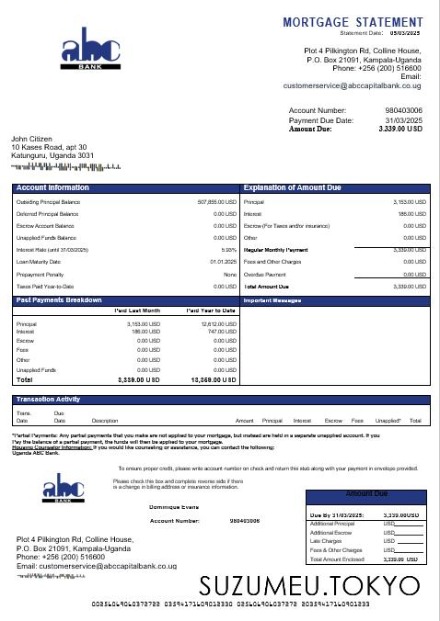 MORTGAGE STATEMENT
Statement Date: 05/03/2025
abc
BANK
Plot 4 Pilkington Rd, Colline House,
P.O. Box 21091, Kampala-Uganda
Phone: +256 (200) 516600
Email:
customerservice@abccapitalbank.co.ug
Account Number: 980403006
Payment Due Date: 31/03/2025
Amount Due: 3.339.00 USD
John Citizen
10 Kases Road, apt 30
Katunguru, Uganda 3031
Account Information
Outstding Principal Balance 507,855.00 USD
Deferred Principal Balance 0.00 USD
Escrow Account Balance 0.00 USD
Unapplied Funds Balance 0.00 USD
Interest Rate (until 31/03/2025)
Loan Maturity Date 01.01.2025
Prepayment Penalty None
Taxes Paid Year-to-Date 0.00 USD
Explanation of Amount Due
Principal 3,153.00 USD
Interest 186.00 USD
Escrow (For Taxes and/or Insurance) 0.00 USD
Other 0.00 USD
Regular Monthly Payment 3,339.00 USD
Fees and Other Charges 0.00 USD
Overdue Payment 0.00 USD
Total Amount Due 3,339.00 USD
Past Payments Breakdown
Paid Last Month Paid Year to Date
Principal 3,153.00 USD 12,612.00 USD
Interest 186.00 USD 747.00 USD
Escrow 0.00 USD 0.00 USD
Fees 0.00 USD 0.00 USD
Other 0.00 USD 0.00 USD
Unapplied Funds 0.00 USD 0.00 USD
Total 3,339.00 USD 13,359.00 USD
Important Messages
Transaction Activity
Trans. Date Due Date Description Amount Principal Interest Escrow Fees Unapplied* Total
*Partial Payments: Any partial payments that you make are not applied to your mortgage, but instead are held in a separate unapplied account. If you
Pay the balance of a partial payment, the funds will then be applied to your mortgage.
Housing Counselor Information: If you would like counseling or assistance, you can contact the following:
Uganda ABC Bank.
To ensure proper credit, please write account number on check and return this stub along with your payment in envelope provided.
abc
BANK
Please check this box and complete reverse side if there
is a change in billing address or insurance information.
Dominique Evans
Account Number: 980403006
Plot 4 Pilkington Rd, Colline House,
P.O. Box 21091, Kampala-Uganda
Phone: +256 (200) 516600
Email: customerservice@abccapitalbank.co.ug
Amount Due
Due By 31/03/2025: 3,339.00USD
Additional Principal USD
Additional Escrow USD
Late Charges USD
Fees & Other Charges USD
Total Amount Enclosed 3,339.00 USD
SUZUMEU.TOKYO